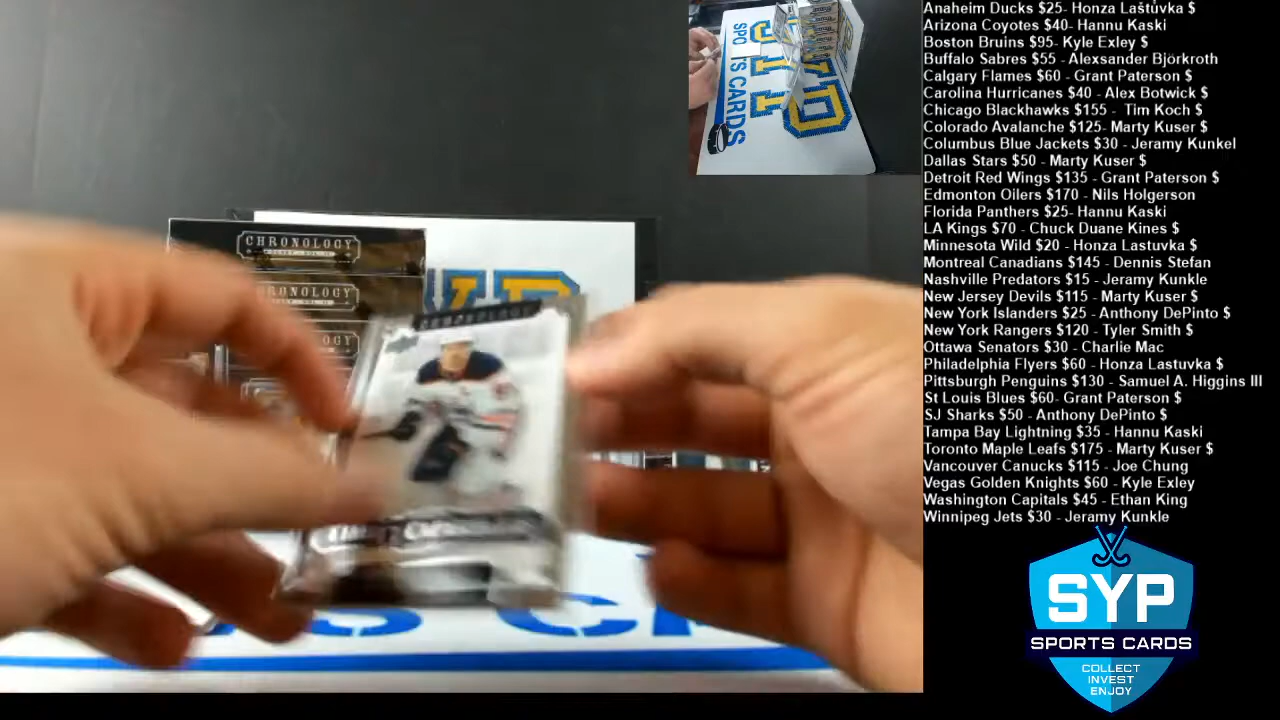 Anaheim Ducks $25- Honza Laštuvka $
Arizona Coyotes $40- Hannu Kaski
Boston Bruins $95- Kyle Exley $
Buffalo Sabres $55 - Alexsander Björkroth
Calgary Flames $60 - Grant Paterson $
Carolina Hurricanes $40 - Alex Botwick $
Chicago Blackhawks $155 - Tim Koch $
Colorado Avalanche $125- Marty Kuser $
Columbus Blue Jackets $30 - Jeramy Kunkel
Dallas Stars $50 - Marty Kuser $
Detroit Red Wings $135 - Grant Paterson $
Edmonton Oilers $170 - Nils Holgerson
Florida Panthers $25- Hannu Kaski
LA Kings $70 - Chuck Duane Kines $
Minnesota Wild $20 - Honza Lastuvka $
Montreal Canadians $145 - Dennis Stefan
Nashville Predators $15 - Jeramy Kunkle
New Jersey Devils $115 - Marty Kuser $
New York Islanders $25 - Anthony DePinto $
New York Rangers $120 - Tyler Smith $
Ottawa Senators $30 - Charlie Mac
Philadelphia Flyers $60 - Honza Lastuvka $
Pittsburgh Penguins $130 - Samuel A. Higgins III
St Louis Blues $60- Grant Paterson $
SJ Sharks $50 - Anthony DePinto $
Tampa Bay Lightning $35 - Hannu Kaski
Toronto Maple Leafs $175 - Marty Kuser $
Vancouver Canucks $115 - Joe Chung
Vegas Golden Knights $60 - Kyle Exley
Washington Capitals $45 - Ethan King
Winnipeg Jets $30 - Jeramy Kunkle
SYP
SPORTS CARDS
COLLECT
INVEST
ENJOY
CHRONOLOGY
CHRONOLOGY
CHRONOLOGY
SYP
CARDS